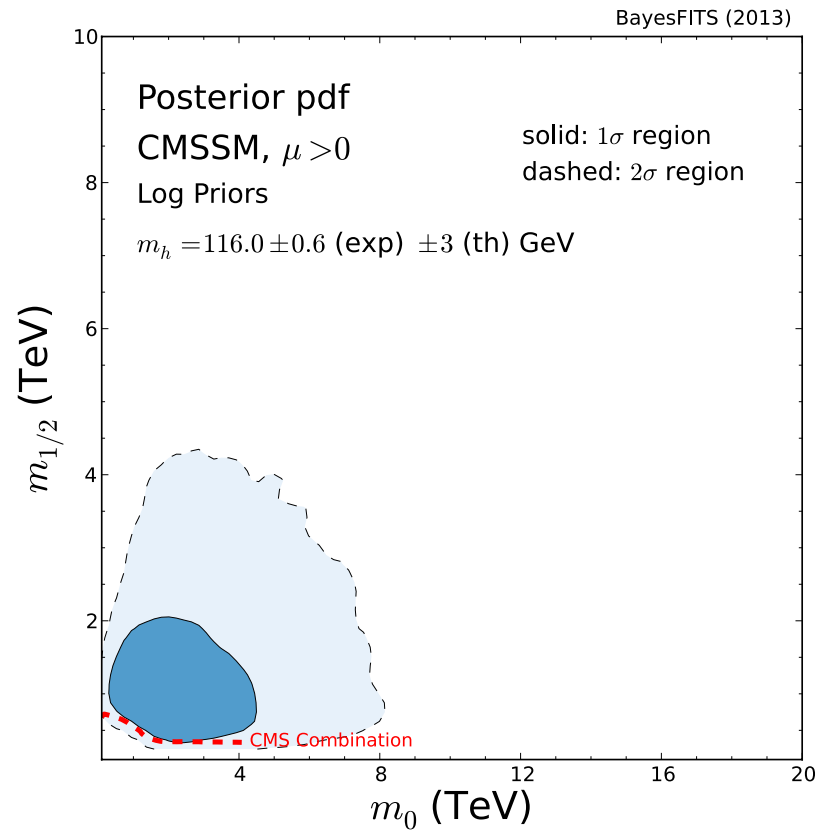 BayesFITS (2013)
10
Posterior pdf
CMSSM, μ >0
Log Priors
m_h =116.0 ±0.6 (exp) ±3 (th) GeV
solid: 1σ region
dashed: 2σ region
8
6
4
2
m_{1/2} (TeV)
CMS Combination
4 8 12 16 20
m_0 (TeV)